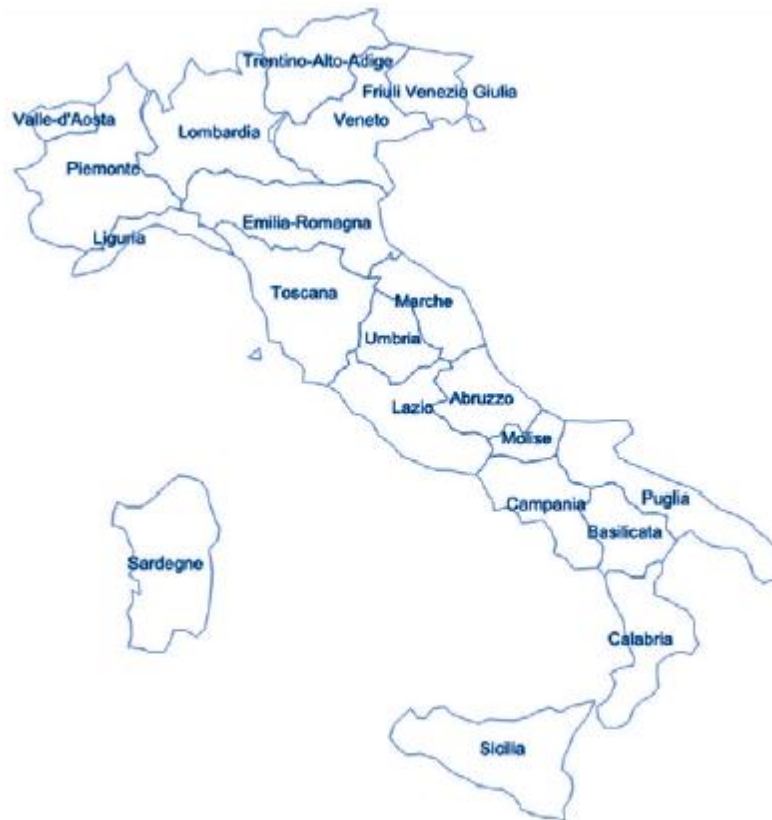 Trentino-Alto-Adige
Friuli Venezia Giulia
Valle-d'Aosta
Lombardia
Veneto
Piemonte
Emilia-Romagna
Liguria
Toscana
Marche
Umbria
Abruzzo
Lazio
Molise
Puglia
Campania
Basilicata
Sardegne
Calabria
Sicilia